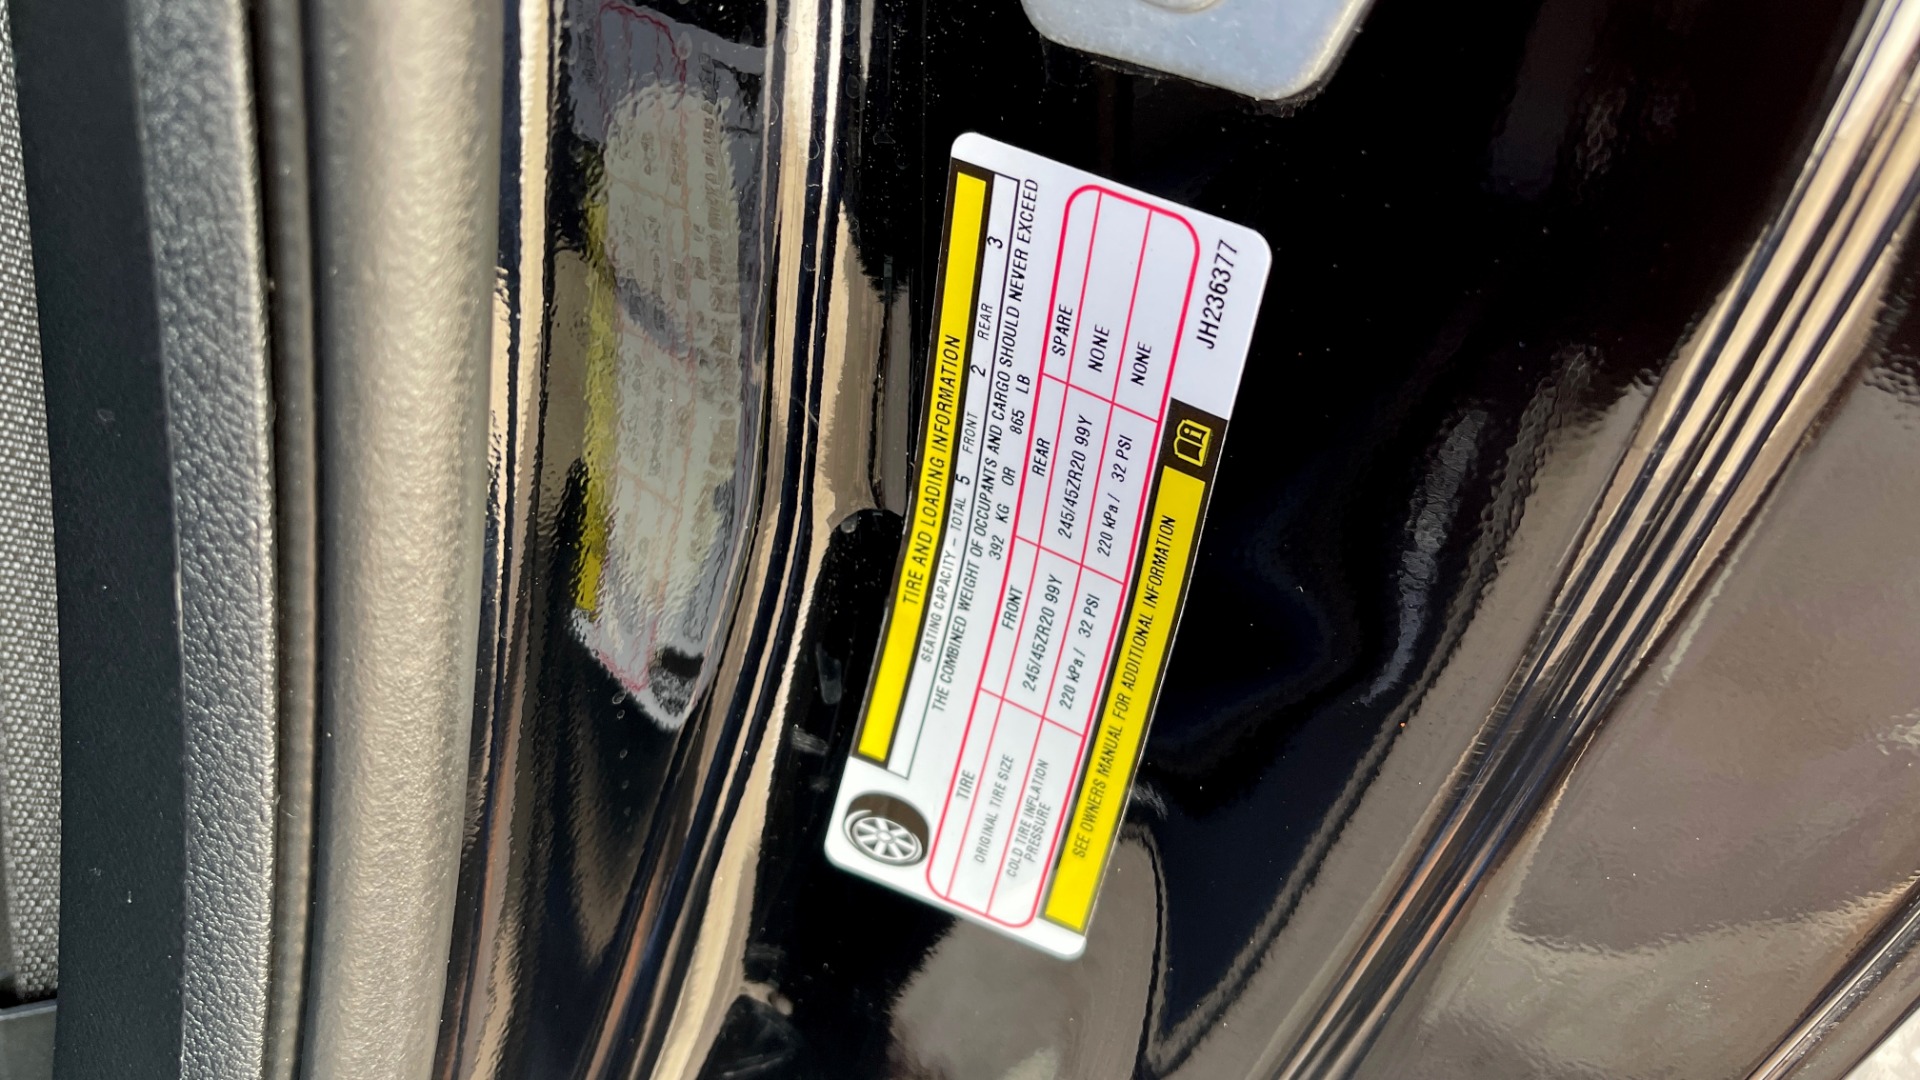 TIRE AND LOADING INFORMATION
SEATING CAPACITY – TOTAL 5 FRONT 2 REAR 3
THE COMBINED WEIGHT OF OCCUPANTS AND CARGO SHOULD NEVER EXCEED
392 KG OR 865 LB
TIRE FRONT REAR SPARE
ORIGINAL TIRE SIZE 245/45ZR20 99Y 245/45ZR20 99Y NONE
COLD TIRE INFLATION
PRESSURE 220 kPa / 32 PSI 220 kPa / 32 PSI NONE
SEE OWNERS MANUAL FOR ADDITIONAL INFORMATION
JH236377